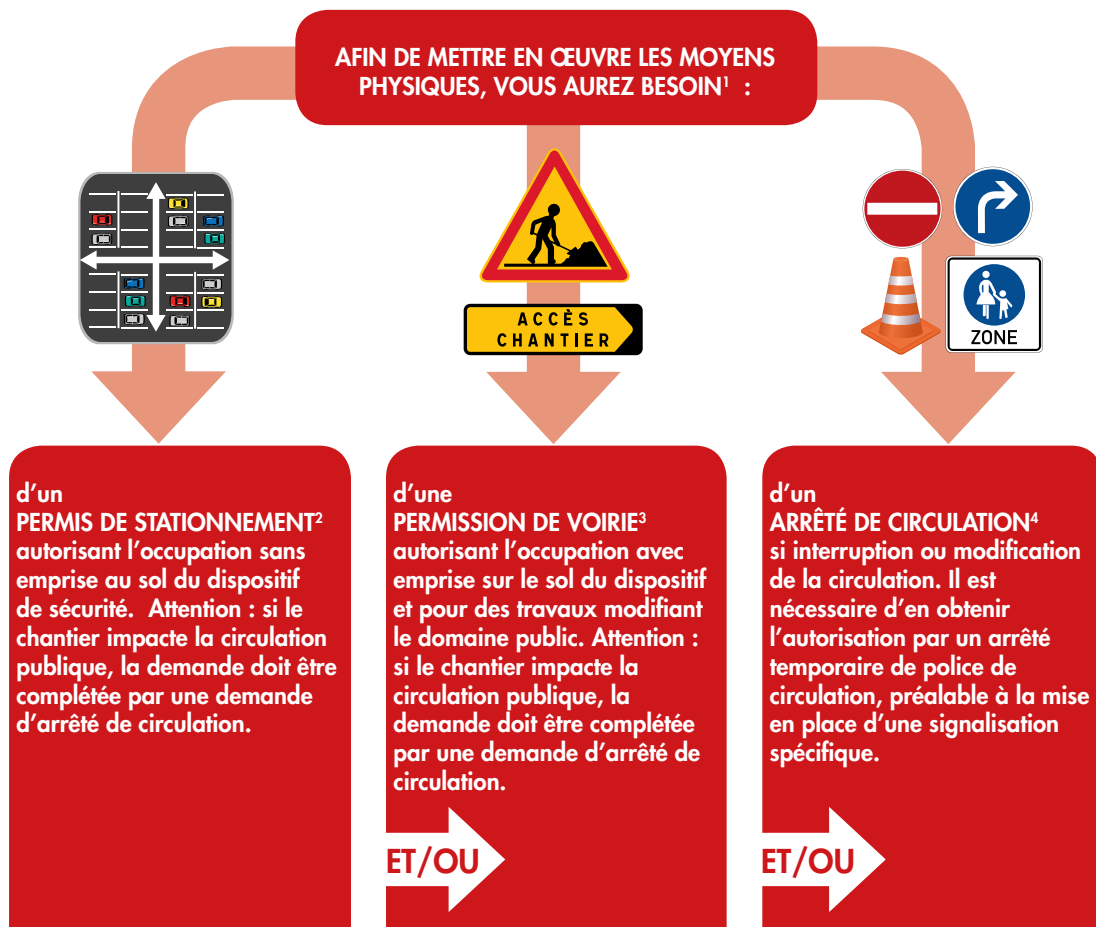 AFIN DE METTRE EN ŒUVRE LES MOYENS
PHYSIQUES, VOUS AUREZ BESOIN¹ :
ACCÈS
CHANTIER
ZONE
d'un
PERMIS DE STATIONNEMENT²
autorisant l'occupation sans
emprise au sol du dispositif
de sécurité. Attention : si le
chantier impacte la circulation
publique, la demande doit être
complétée par une demande
d'arrêté de circulation.
d'une
PERMISSION DE VOIRIE³
autorisant l'occupation avec
emprise sur le sol du dispositif
et pour des travaux modifiant
le domaine public. Attention :
si le chantier impacte la
circulation publique, la
demande doit être complétée
par une demande d'arrêté de
circulation.
ET/OU
d'un
ARRÊTÉ DE CIRCULATION⁴
si interruption ou modification
de la circulation. Il est
nécessaire d'en obtenir
l'autorisation par un arrêté
temporaire de police de
circulation, préalable à la mise
en place d'une signalisation
spécifique.
ET/OU